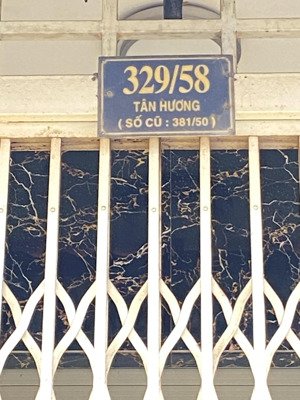 329/58
TÂN HƯƠNG
( SỐ CŨ : 381/50 )